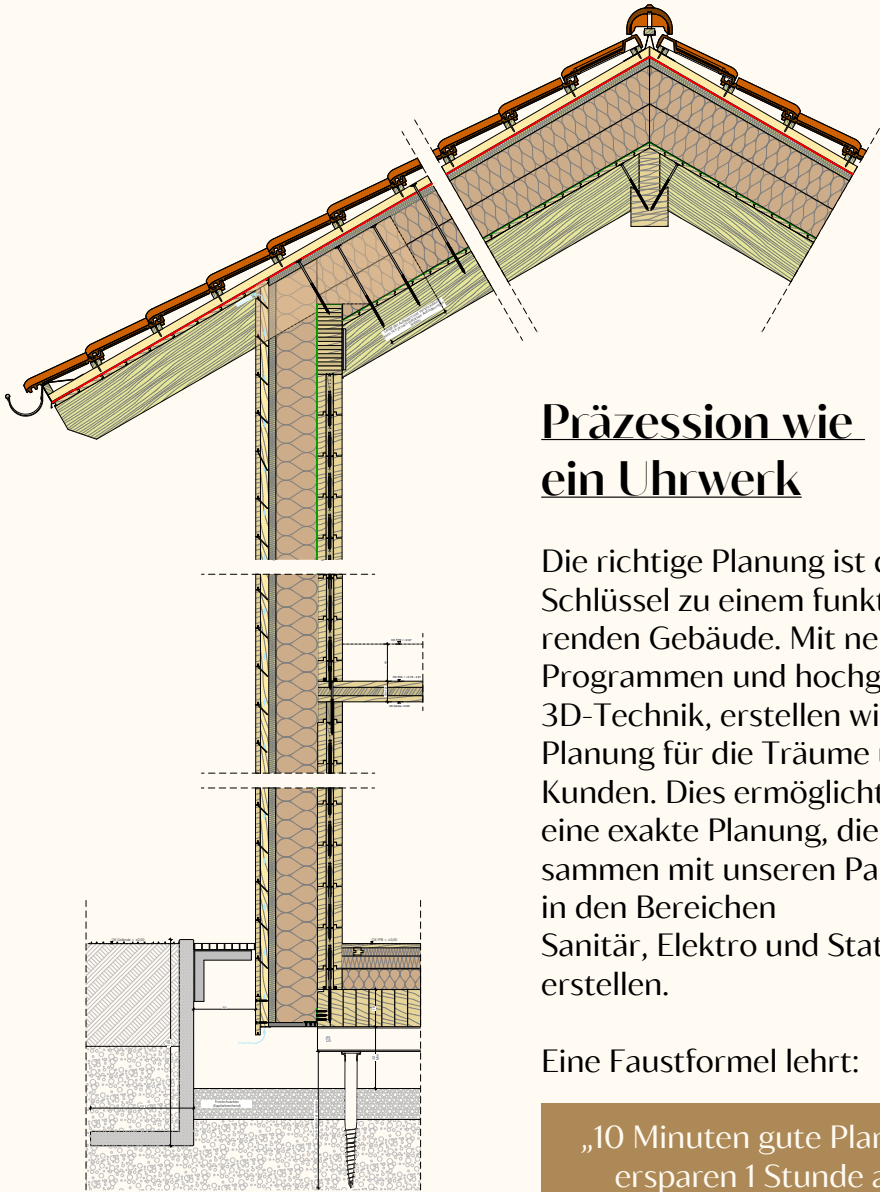 Präzession wie
ein Uhrwerk
Die richtige Planung ist d
Schlüssel zu einem funkt
renden Gebäude. Mit ne
Programmen und hochg
3D-Technik, erstellen wi
Planung für die Träume
Kunden. Dies ermöglicht
eine exakte Planung, die
sammen mit unseren Pa
in den Bereichen
Sanitär, Elektro und Stat
erstellen.
Eine Faustformel lehrt:
„10 Minuten gute Plan
ersparen 1 Stunde a